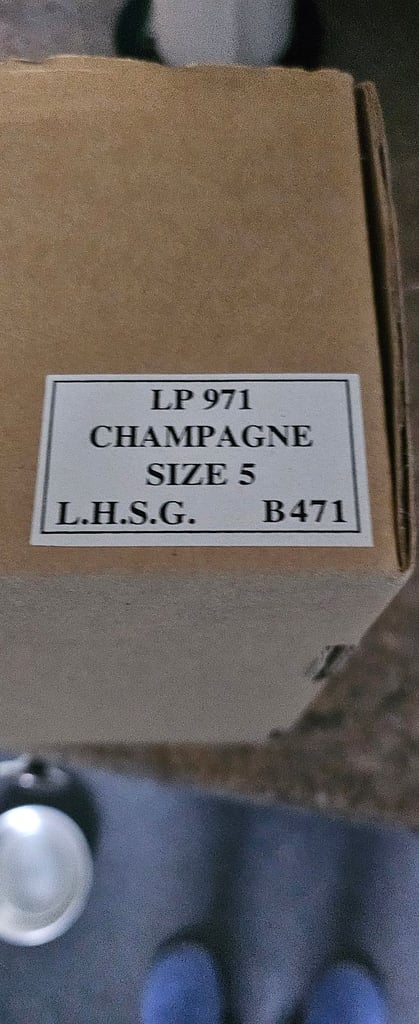 LP 971
CHAMPAGNE
SIZE 5
L.H.S.G. B471